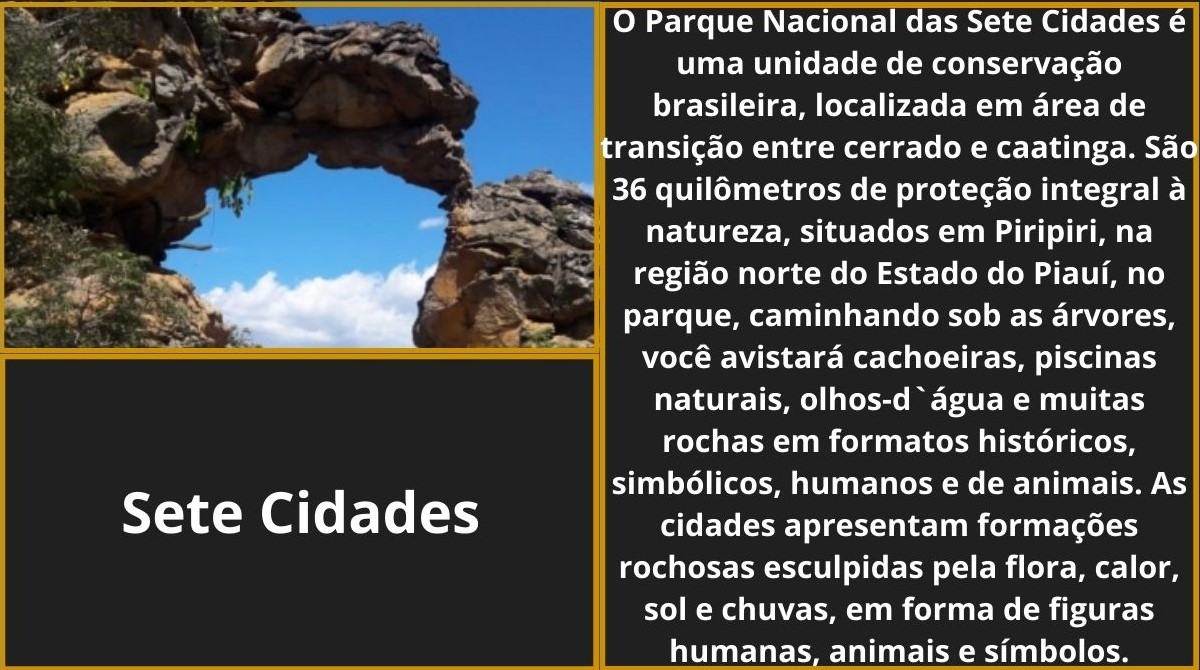 Sete Cidades
O Parque Nacional das Sete Cidades é
uma unidade de conservação
brasileira, localizada em área de
transição entre cerrado e caatinga. São
36 quilômetros de proteção integral à
natureza, situados em Piripiri, na
região norte do Estado do Piauí, no
parque, caminhando sob as árvores,
você avistará cachoeiras, piscinas
naturais, olhos-d`água e muitas
rochas em formatos históricos,
simbólicos, humanos e de animais. As
cidades apresentam formações
rochosas esculpidas pela flora, calor,
sol e chuvas, em forma de figuras
humanas, animais e símbolos.